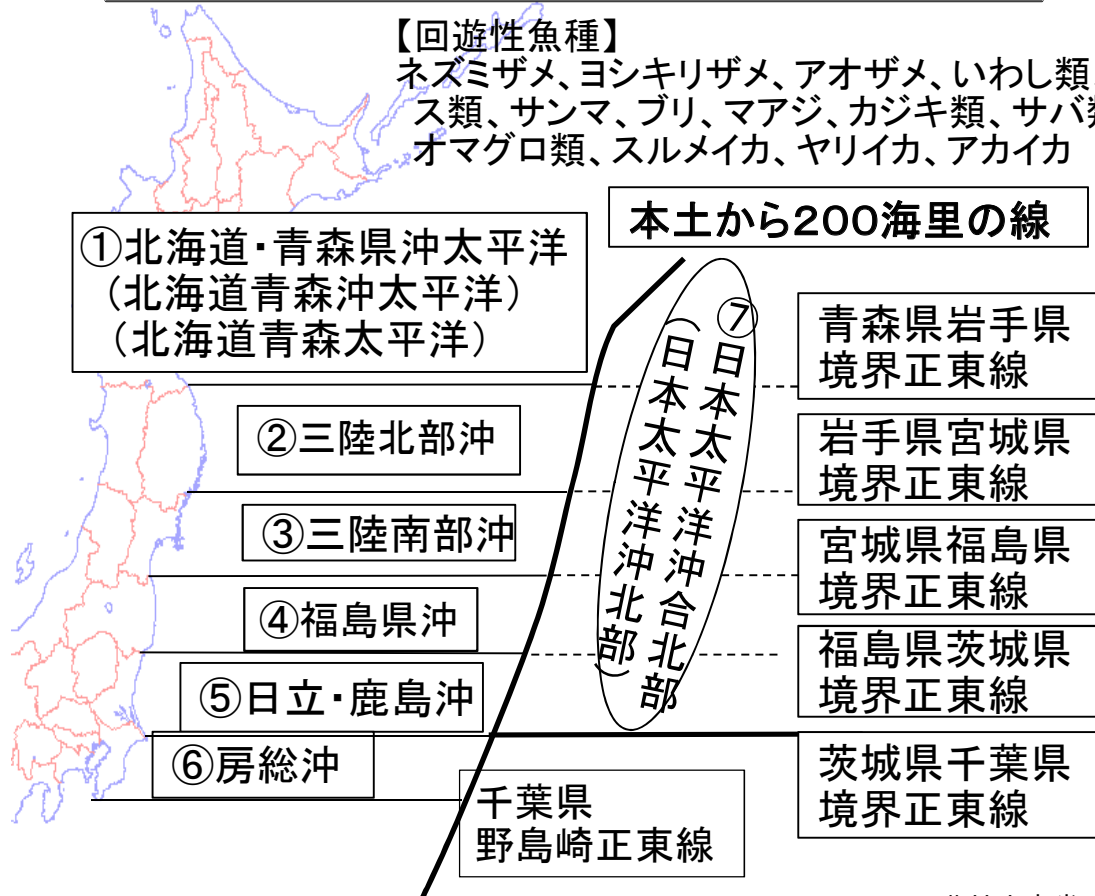 【回遊性魚種】
ネズミザメ、ヨシキリザメ、アオザメ、いわし類
ス類、サンマ、ブリ、マアジ、カジキ類、サバ類
オマグロ類、スルメイカ、ヤリイカ、アカイカ
本土から200海里の線
①北海道・青森県沖太平洋
(北海道青森沖太平洋)
(北海道青森太平洋)
⑦日本太平洋沖合北部
(日本太平洋沖北部)
青森県岩手県
境界正東線
②三陸北部沖
岩手県宮城県
境界正東線
③三陸南部沖
宮城県福島県
境界正東線
④福島県沖
福島県茨城県
境界正東線
⑤日立・鹿島沖
⑥房総沖
茨城県千葉県
境界正東線
千葉県
野島崎正東線